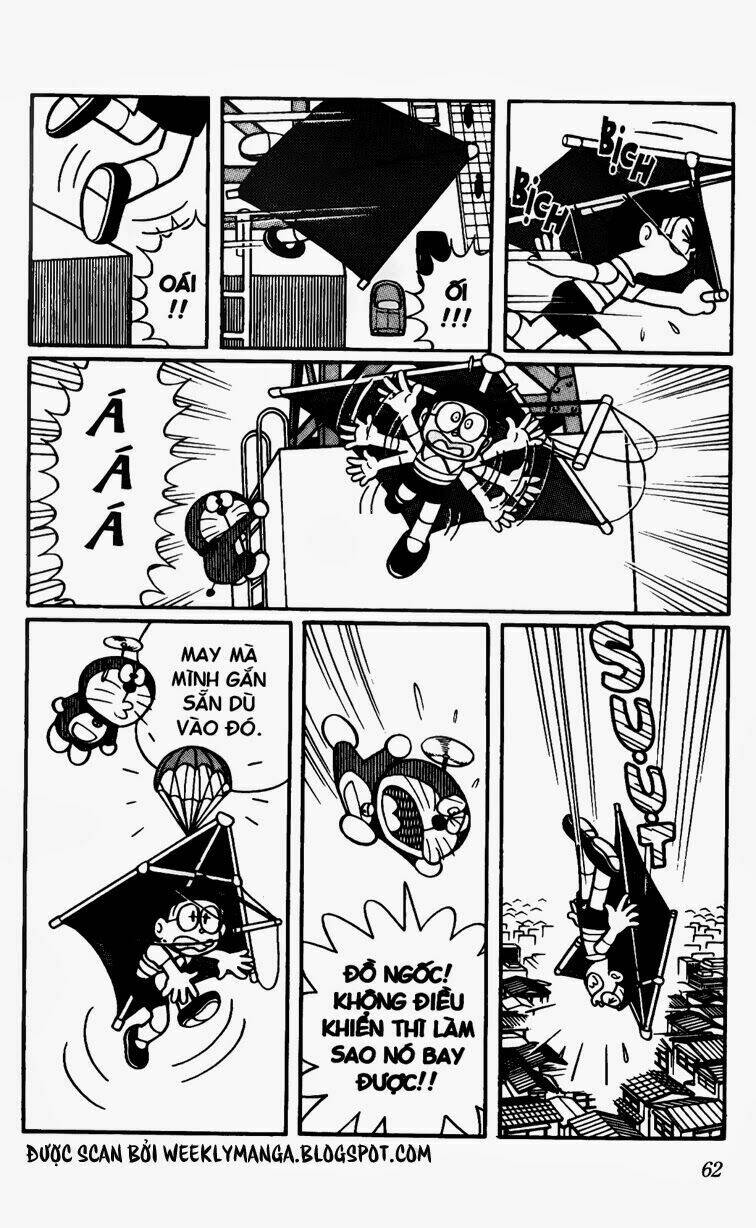 BỊCH
BỊCH
ỐI
!!!
OÁI
!!
Á
Á
Á
ĐỒ NGỐC!
KHÔNG ĐIỀU
KHIỂN THÌ LÀM
SAO NÓ BAY
ĐƯỢC!!
MAY MÀ
MÌNH GẮN
SẴN DÙ
VÀO ĐÓ.
ĐƯỢC SCAN BỞI WEEKLYMANGA.BLOGSPOT.COM
62